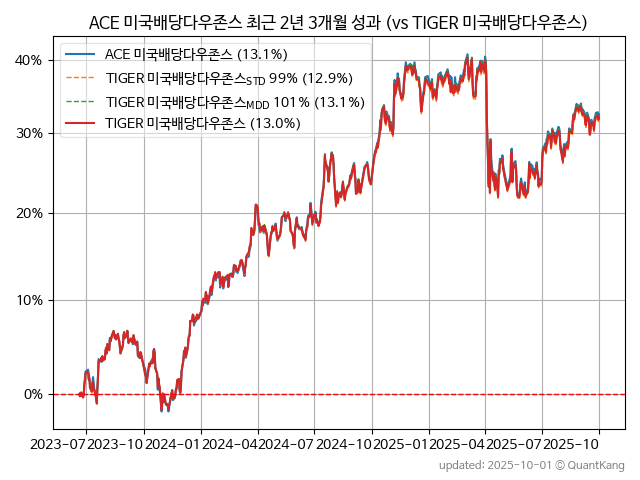 ACE 미국배당다우존스 최근 2년 3개월 성과 (vs TIGER 미국배당다우존스)
ACE 미국배당다우존스 (13.1%)
TIGER 미국배당다우존스STD 99% (12.9%)
TIGER 미국배당다우존스MDD 101% (13.1%)
TIGER 미국배당다우존스 (13.0%)
40%
30%
20%
10%
0%
2023-07 2023-10 2024-01 2024-04 2024-07 2024-10 2025-01 2025-04 2025-07 2025-10
updated: 2025-10-01 © QuantKang